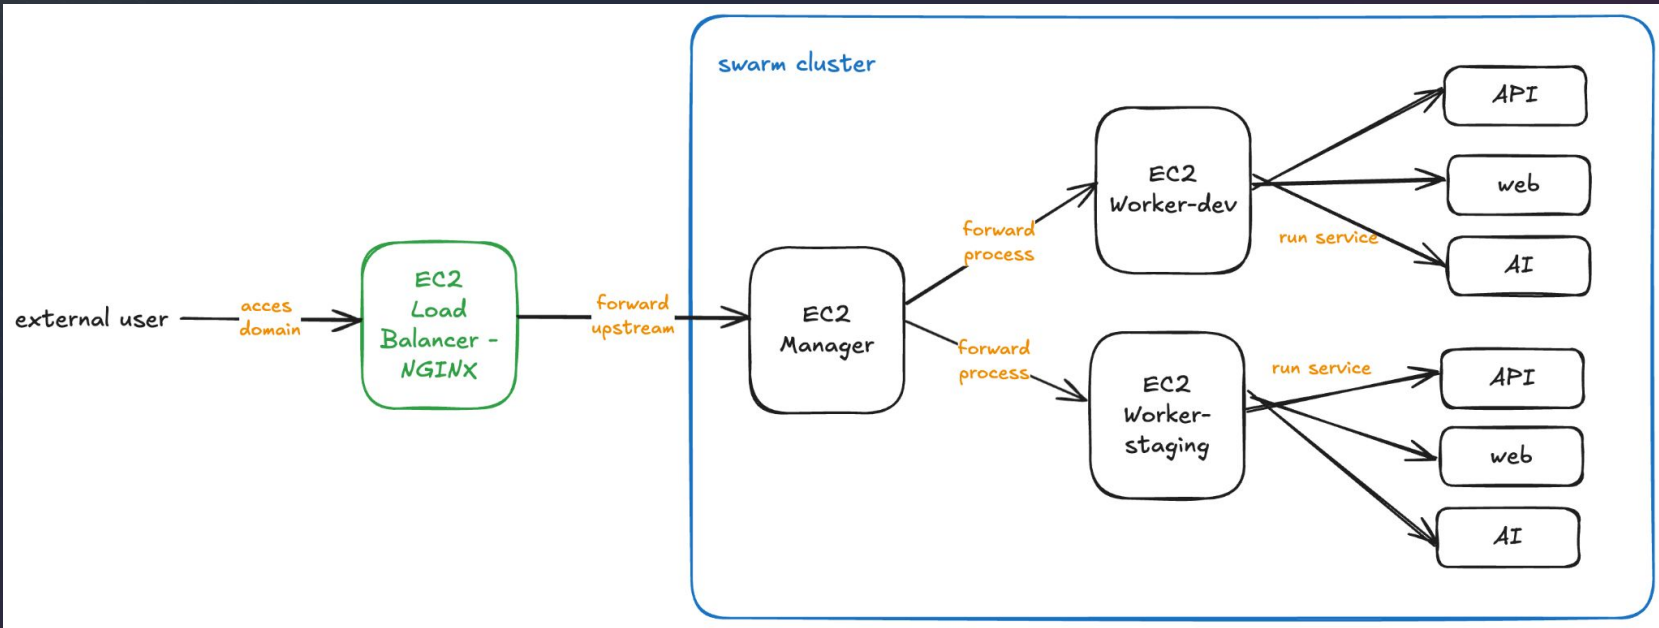 swarm cluster
external user
acces
domain
EC2
Load
Balancer -
NGINX
forward
upstream
EC2
Manager
forward
process
forward
process
EC2
Worker-dev
run service
API
web
AI
EC2
Worker-
staging
run service
API
web
AI